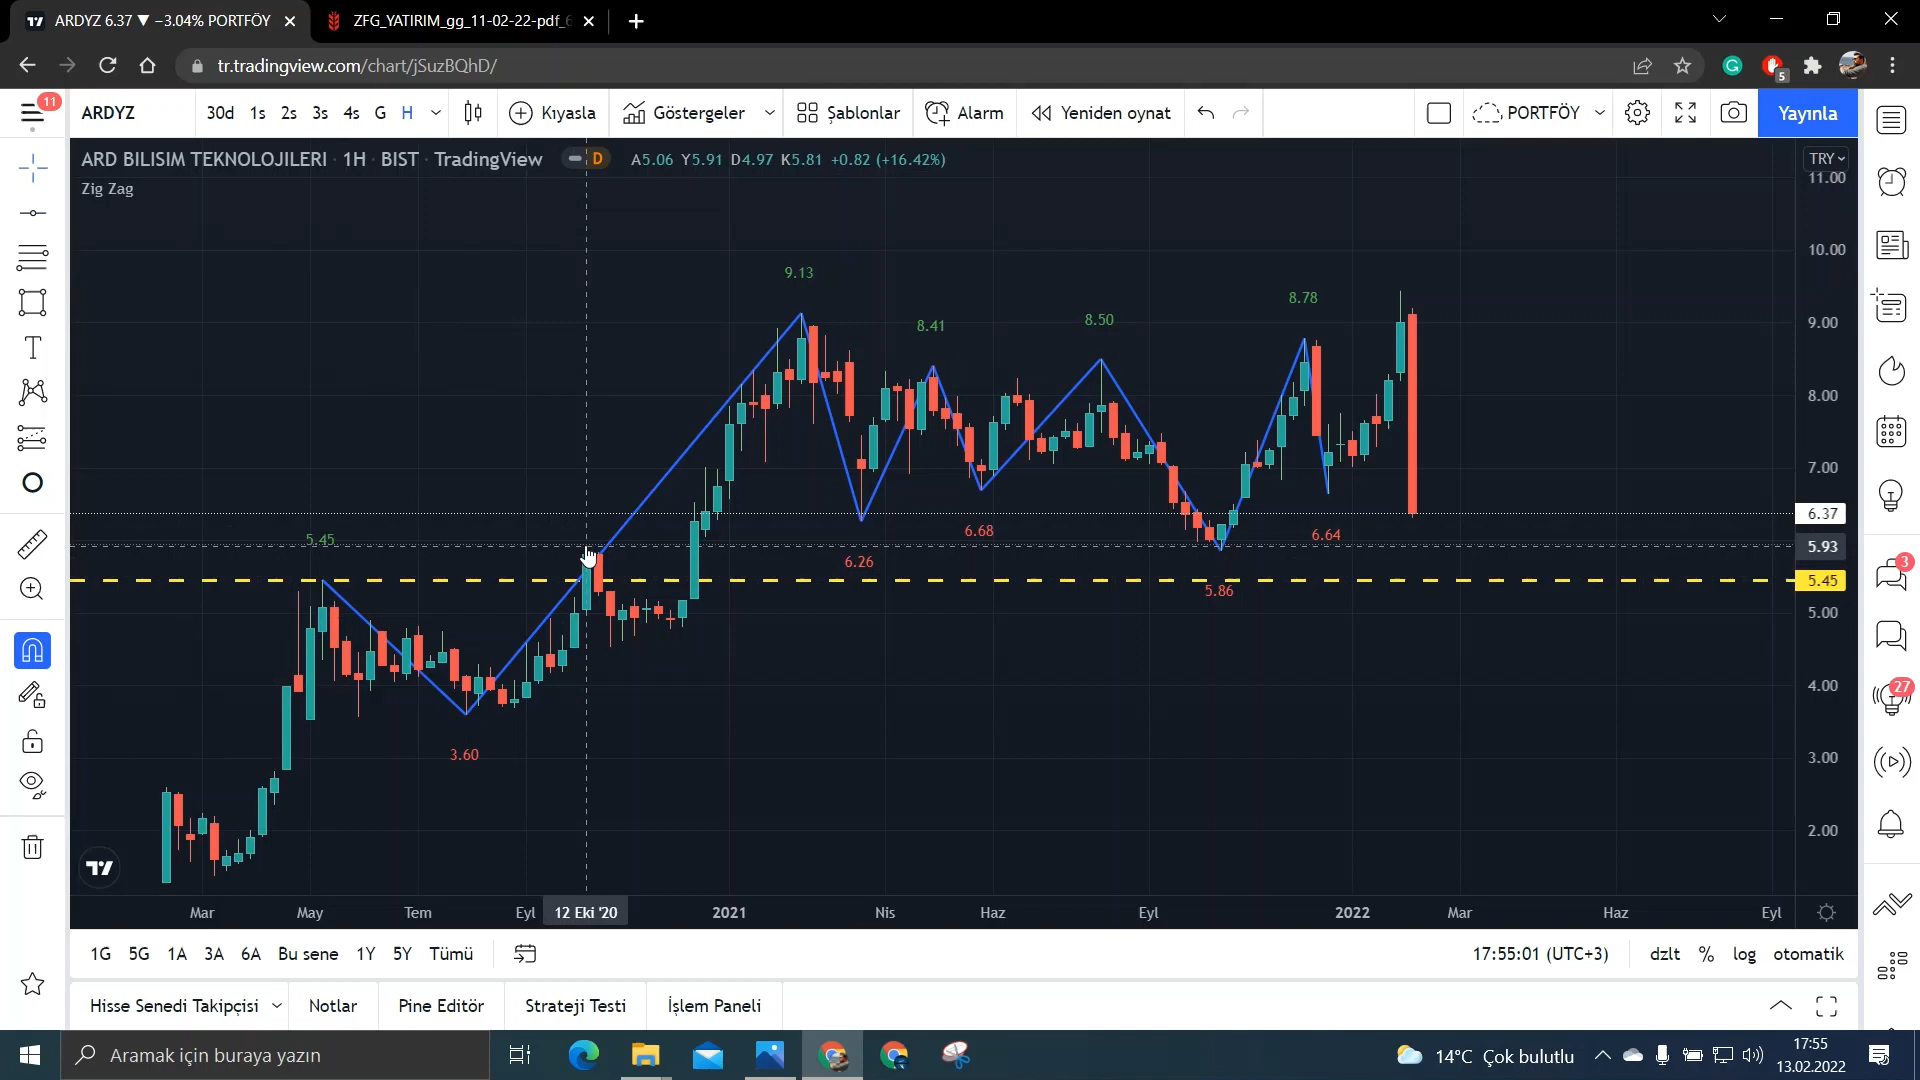 ARDYZ 6.37 ▼ −3.04% PORTFÖY
ZFG_YATIRIM_gg_11-02-22-pdf_6
tr.tradingview.com/chart/jSuzBQhD/
5
11
ARDYZ
30d 1s 2s 3s 4s G H
Kıyasla
Göstergeler
Şablonlar
Alarm
Yeniden oynat
PORTFÖY
Yayınla
ARD BILISIM TEKNOLOJILERI · 1H · BIST · TradingView
D
A5.06 Y5.91 D4.97 K5.81 +0.82 (+16.42%)
TRY
Zig Zag
11.00
10.00
9.00
8.00
7.00
6.37
5.93
5.45
5.00
4.00
3.00
2.00
9.13
8.78
8.50
8.41
5.45
6.68
6.64
6.26
5.86
3.60
3
27
Mar May Tem Eyl 12 Eki '20 2021 Nis Haz Eyl 2022 Mar Haz Eyl
1G 5G 1A 3A 6A Bu sene 1Y 5Y Tümü
17:55:01 (UTC+3)
dzlt % log otomatik
Hisse Senedi Takipçisi
Notlar
Pine Editör
Strateji Testi
İşlem Paneli
Aramak için buraya yazın
14°C Çok bulutlu
17:55
13.02.2022